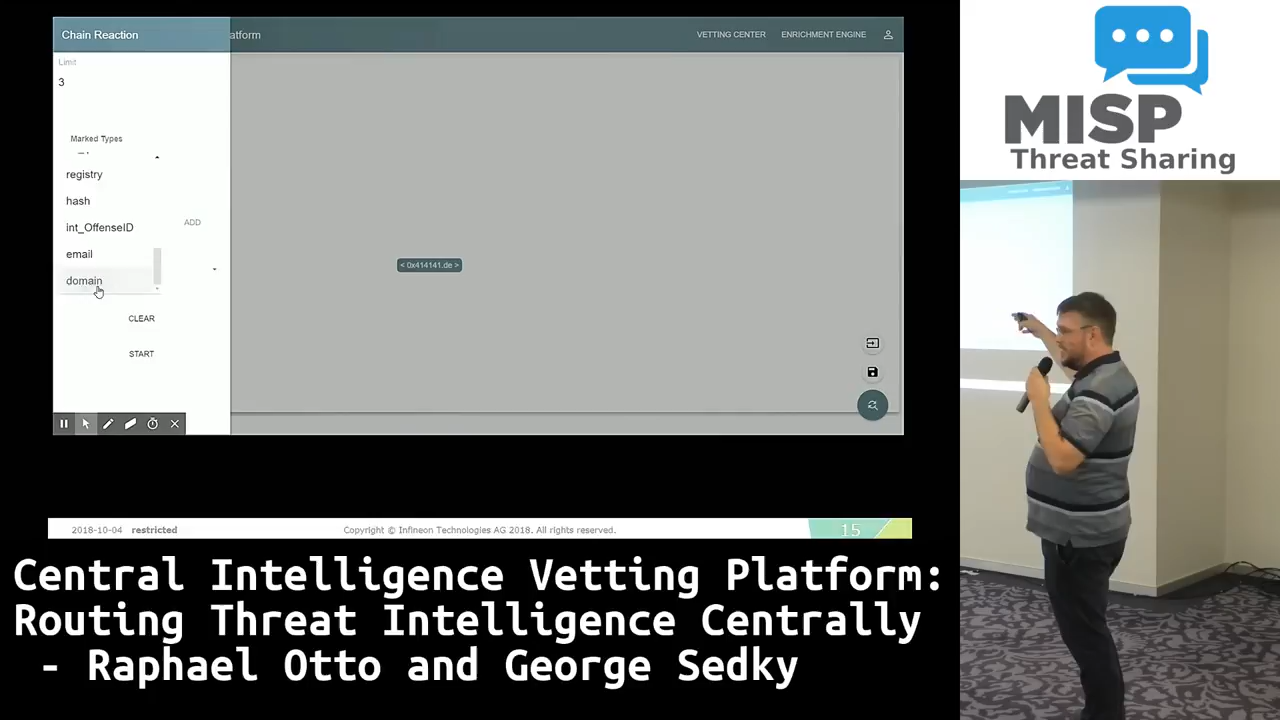 Chain Reaction
atform
VETTING CENTER
ENRICHMENT ENGINE
Limit
3
Marked Types
registry
hash
int_OffenseID
ADD
email
domain
< 0x414141.de >
CLEAR
START
2018-10-04 restricted
Copyright © Infineon Technologies AG 2018. All rights reserved.
15
MISP
Threat Sharing
Central Intelligence Vetting Platform:
Routing Threat Intelligence Centrally
- Raphael Otto and George Sedky